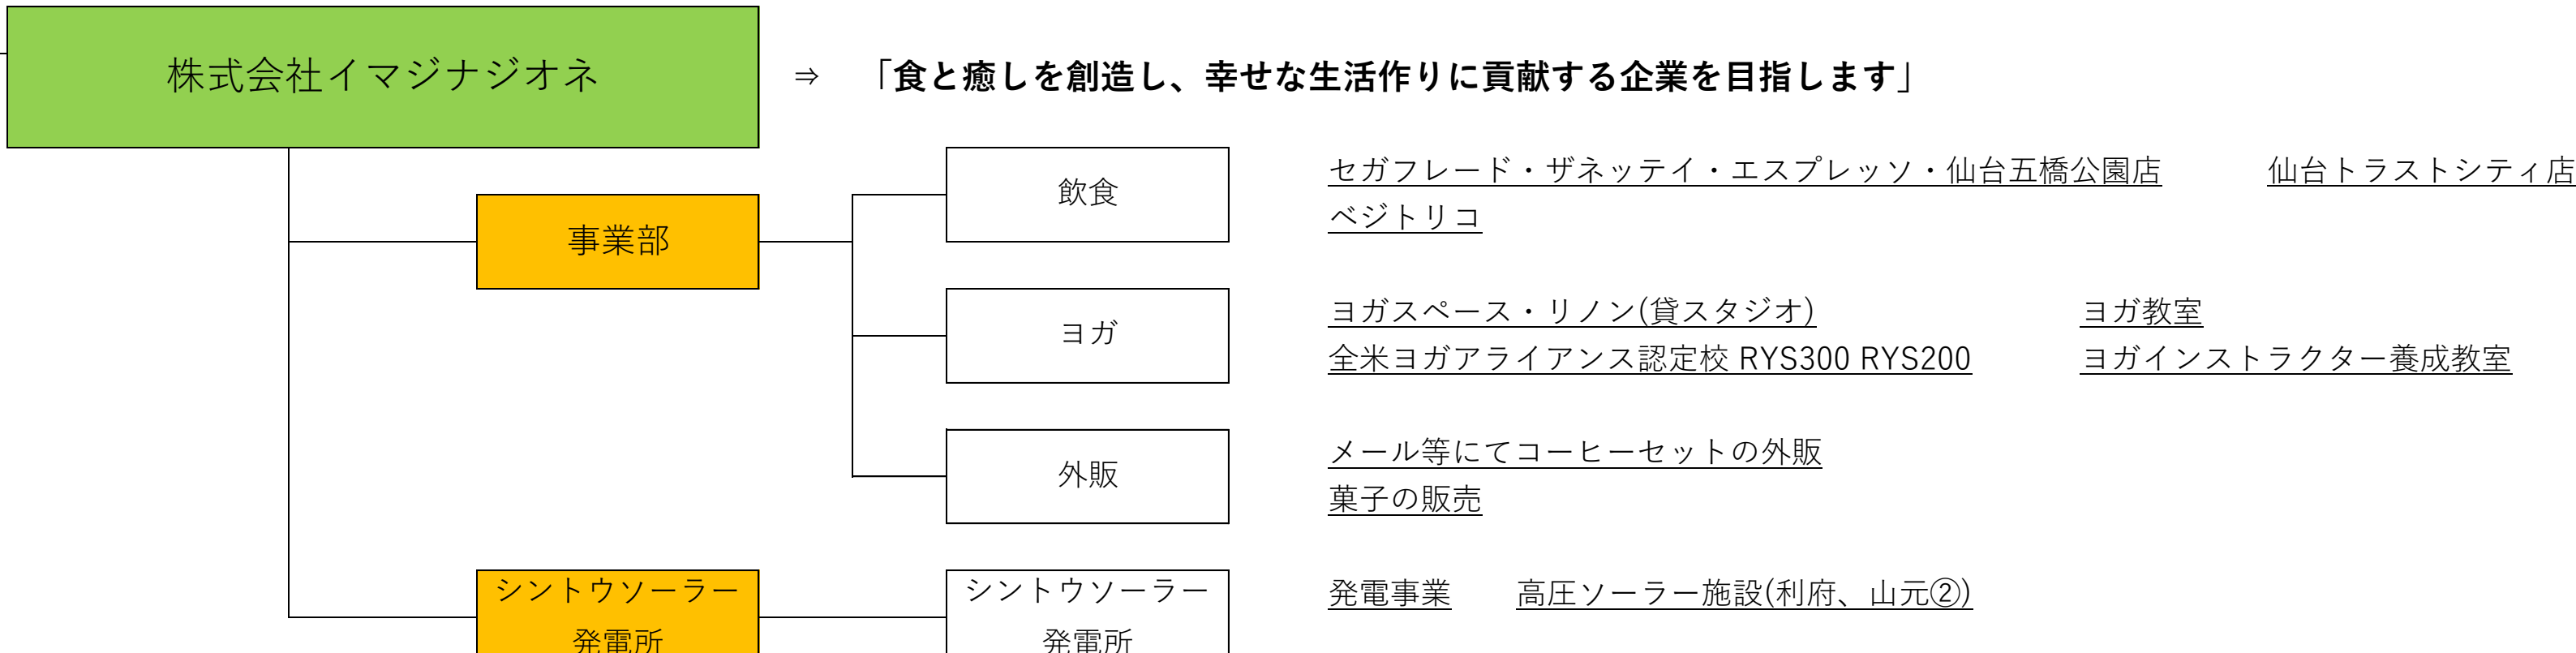 株式会社イマジナジオネ ⇒ 「食と癒しを創造し、幸せな生活作りに貢献する企業を目指します」
飲食 セガフレード・ザネッテイ・エスプレッソ・仙台五橋公園店 仙台トラストシティ店
ベジトリコ
事業部
ヨガ ヨガスペース・リノン(貸スタジオ) ヨガ教室
全米ヨガアライアンス認定校 RYS300 RYS200 ヨガインストラクター養成教室
外販 メール等にてコーヒーセットの外販
菓子の販売
シントウソーラー
発電所
シントウソーラー
発電所
発電事業 高圧ソーラー施設(利府、山元②)